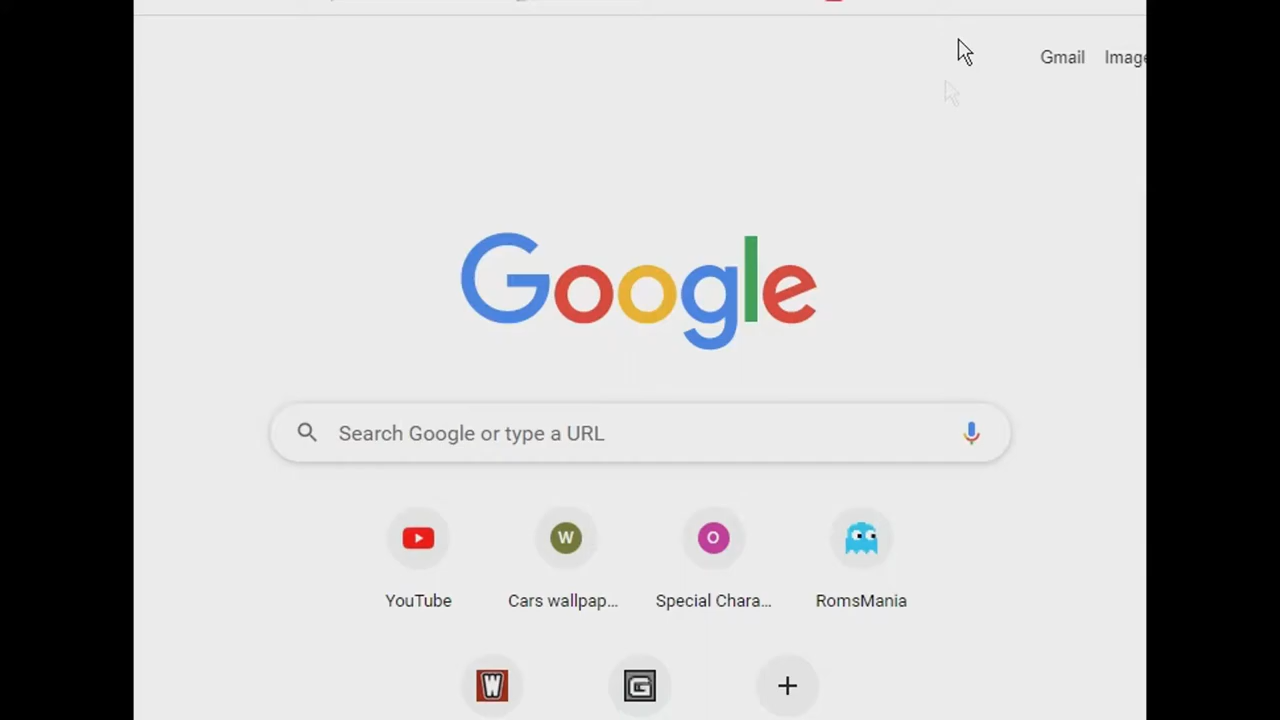 Gmail Image
Google
Search Google or type a URL
W O
YouTube Cars wallpap... Special Chara... RomsMania
W G +